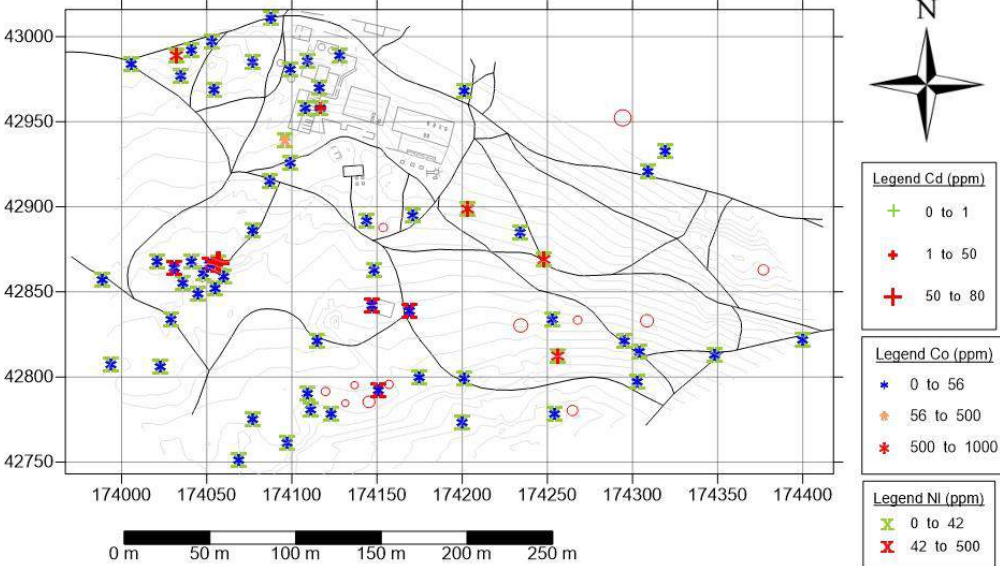 N
43000
42950
42900
42850
42800
42750
174000 174050 174100 174150 174200 174250 174300 174350 174400
0 m 50 m 100 m 150 m 200 m 250 m
Legend Cd (ppm)
0 to 1
1 to 50
50 to 80
Legend Co (ppm)
0 to 56
56 to 500
500 to 1000
Legend NI (ppm)
0 to 42
42 to 500